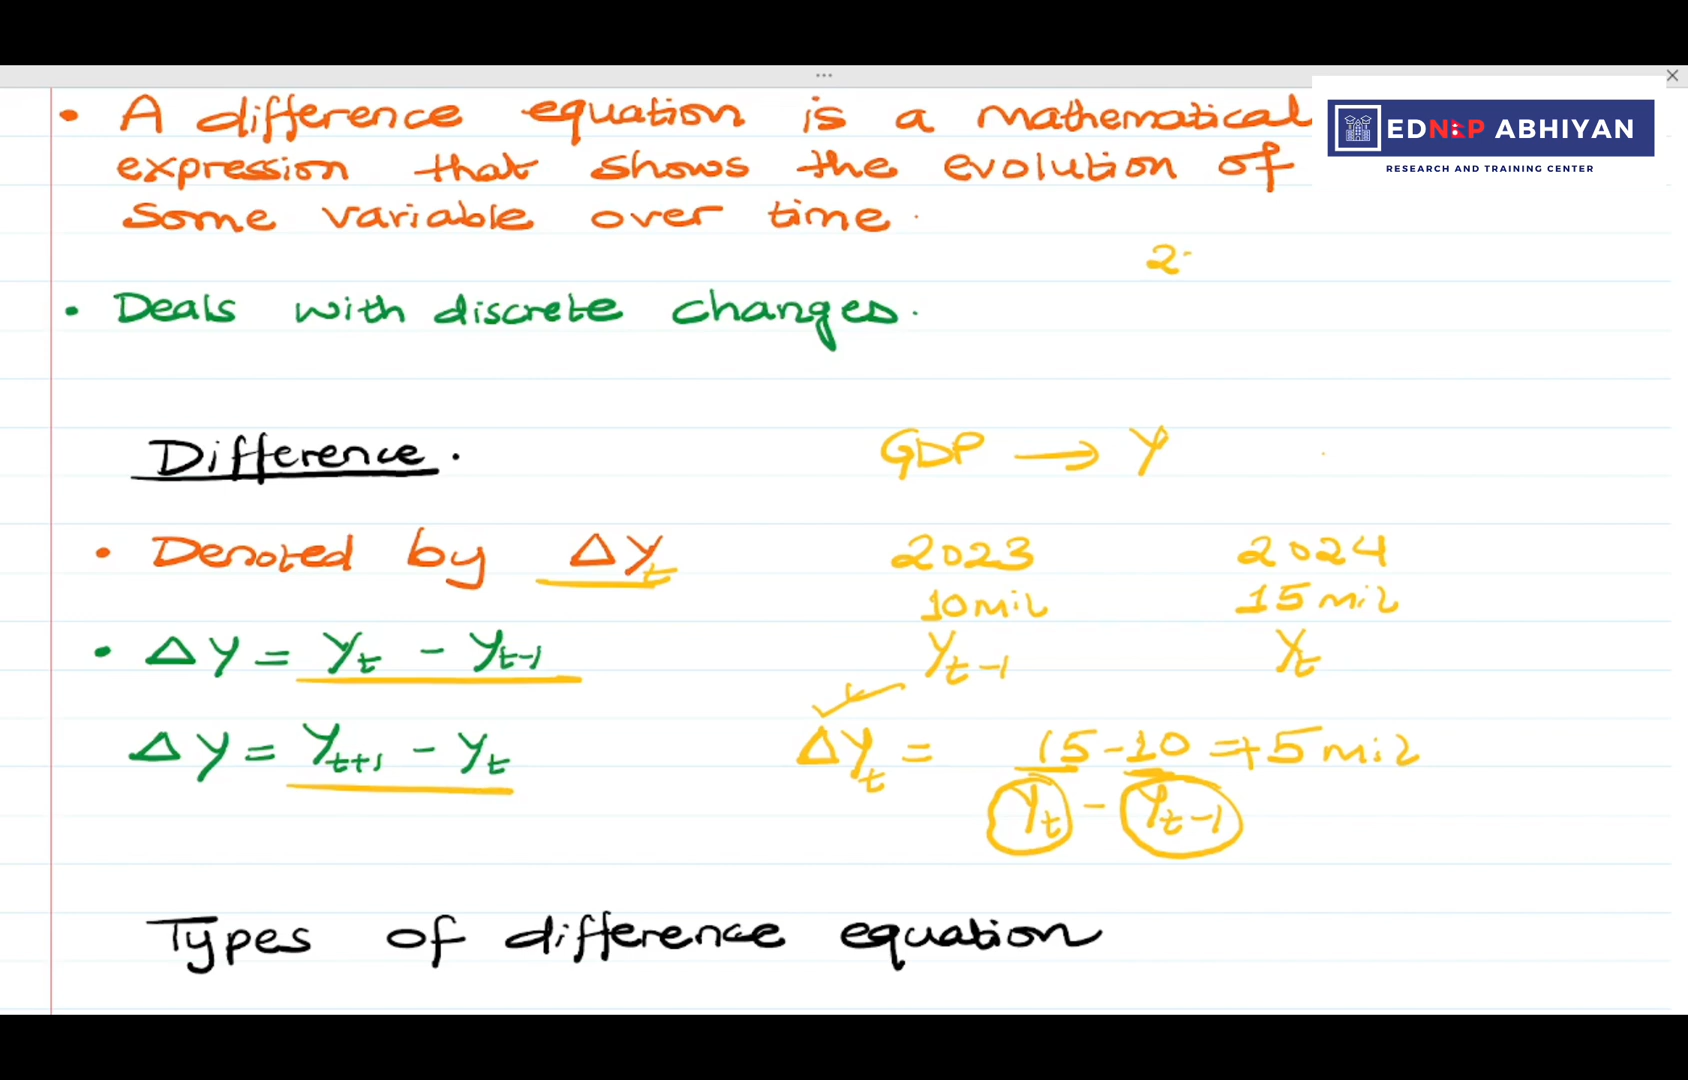 • A difference equation is a mathematical
expression that shows the evolution of
some variable over time.
EDNEP ABHIYAN
RESEARCH AND TRAINING CENTER
2
• Deals with discrete changes.
Difference.
GDP → Y
• Denoted by ΔYt
2023 2024
10 mil 15 mil
• ΔY = Yt - Yt-1
Yt-1 Yt
ΔY = Yt+1 - Yt
ΔYt = 15-10 = +5 mil
Yt - Yt-1
Types of difference equation